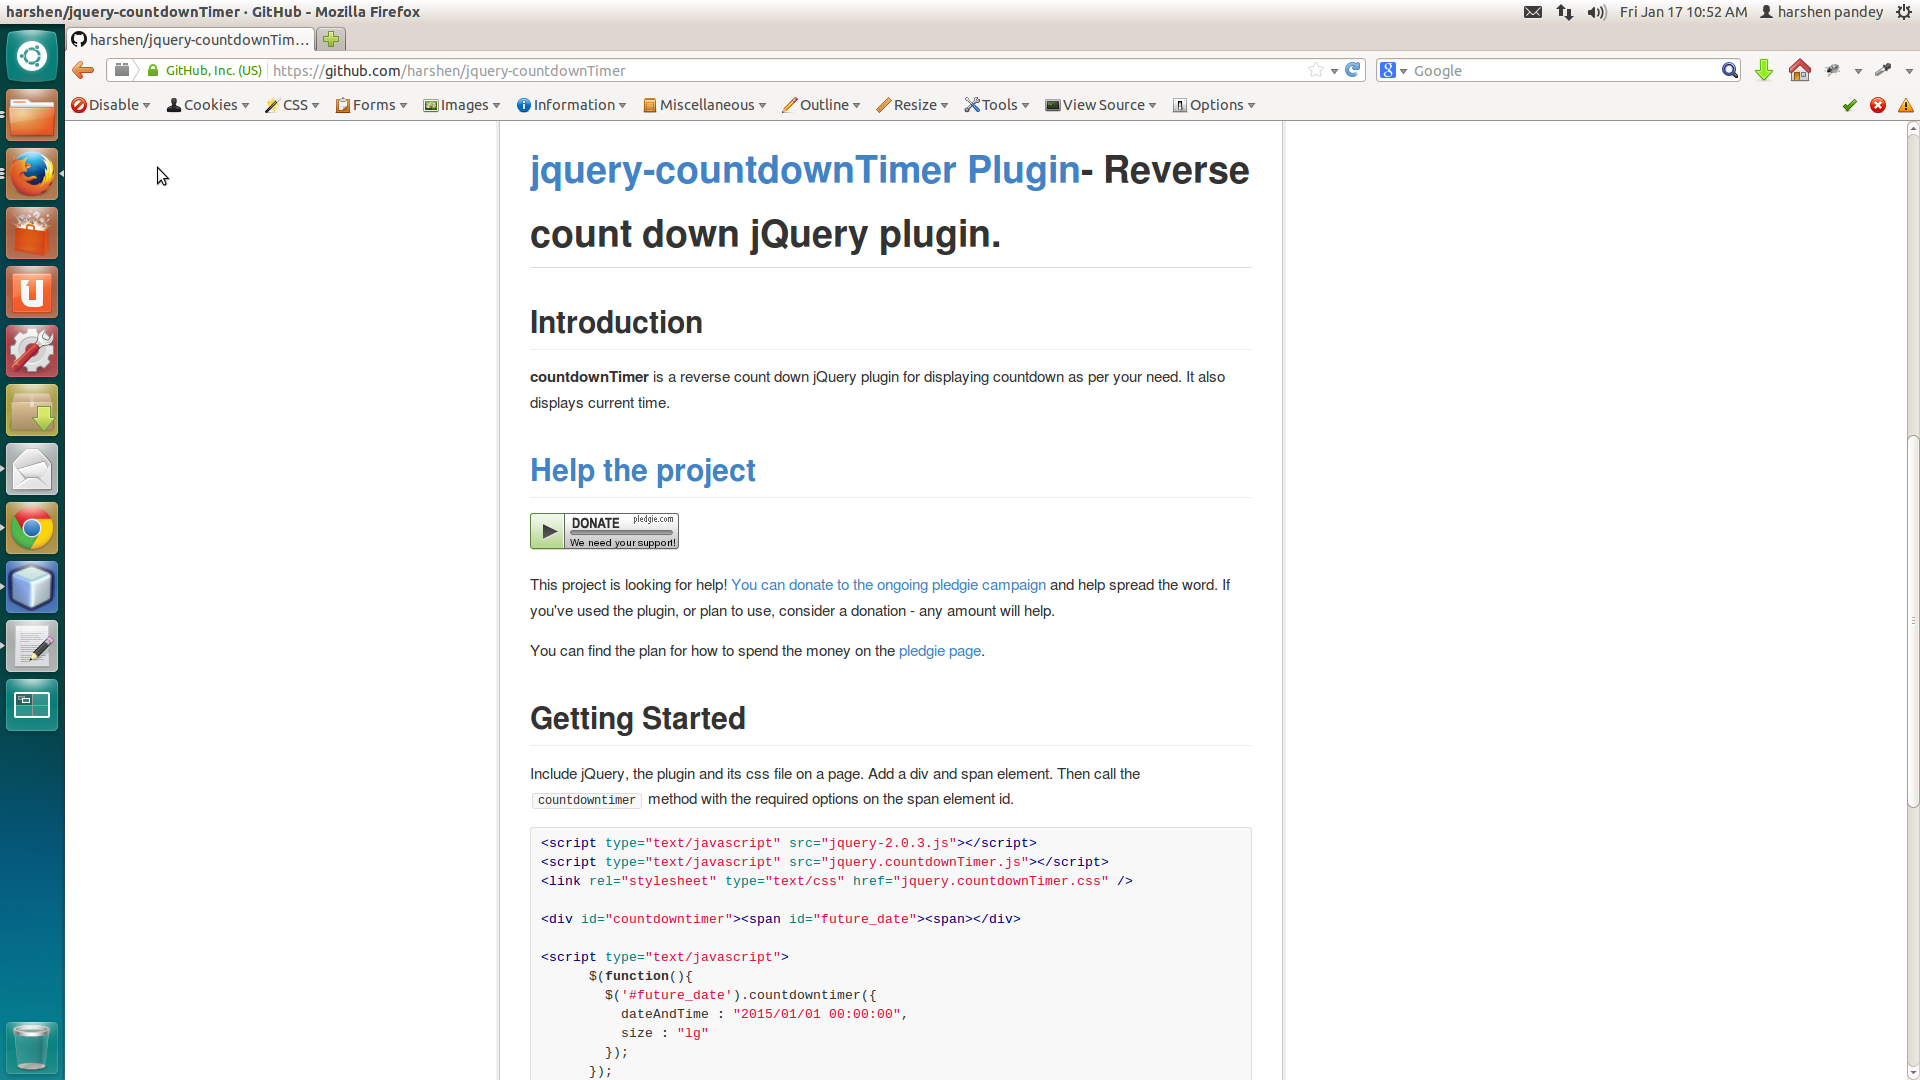 harshen/jquery-countdownTimer · GitHub - Mozilla Firefox
Fri Jan 17 10:52 AM harshen pandey
harshen/jquery-countdownTim...
GitHub, Inc. (US) https://github.com/harshen/jquery-countdownTimer
Google
Disable Cookies CSS Forms Images Information Miscellaneous Outline Resize Tools View Source Options
jquery-countdownTimer Plugin- Reverse
count down jQuery plugin.
Introduction
countdownTimer is a reverse count down jQuery plugin for displaying countdown as per your need. It also
displays current time.
Help the project
DONATE pledgie.com
We need your support!
This project is looking for help! You can donate to the ongoing pledgie campaign and help spread the word. If
you've used the plugin, or plan to use, consider a donation - any amount will help.
You can find the plan for how to spend the money on the pledgie page.
Getting Started
Include jQuery, the plugin and its css file on a page. Add a div and span element. Then call the
countdowntimer method with the required options on the span element id.
<script type="text/javascript" src="jquery-2.0.3.js"></script>
<script type="text/javascript" src="jquery.countdownTimer.js"></script>
<link rel="stylesheet" type="text/css" href="jquery.countdownTimer.css" />
<div id="countdowntimer"><span id="future_date"><span></div>
<script type="text/javascript">
$(function(){
$('#future_date').countdowntimer({
dateAndTime : "2015/01/01 00:00:00",
size : "lg"
});
});